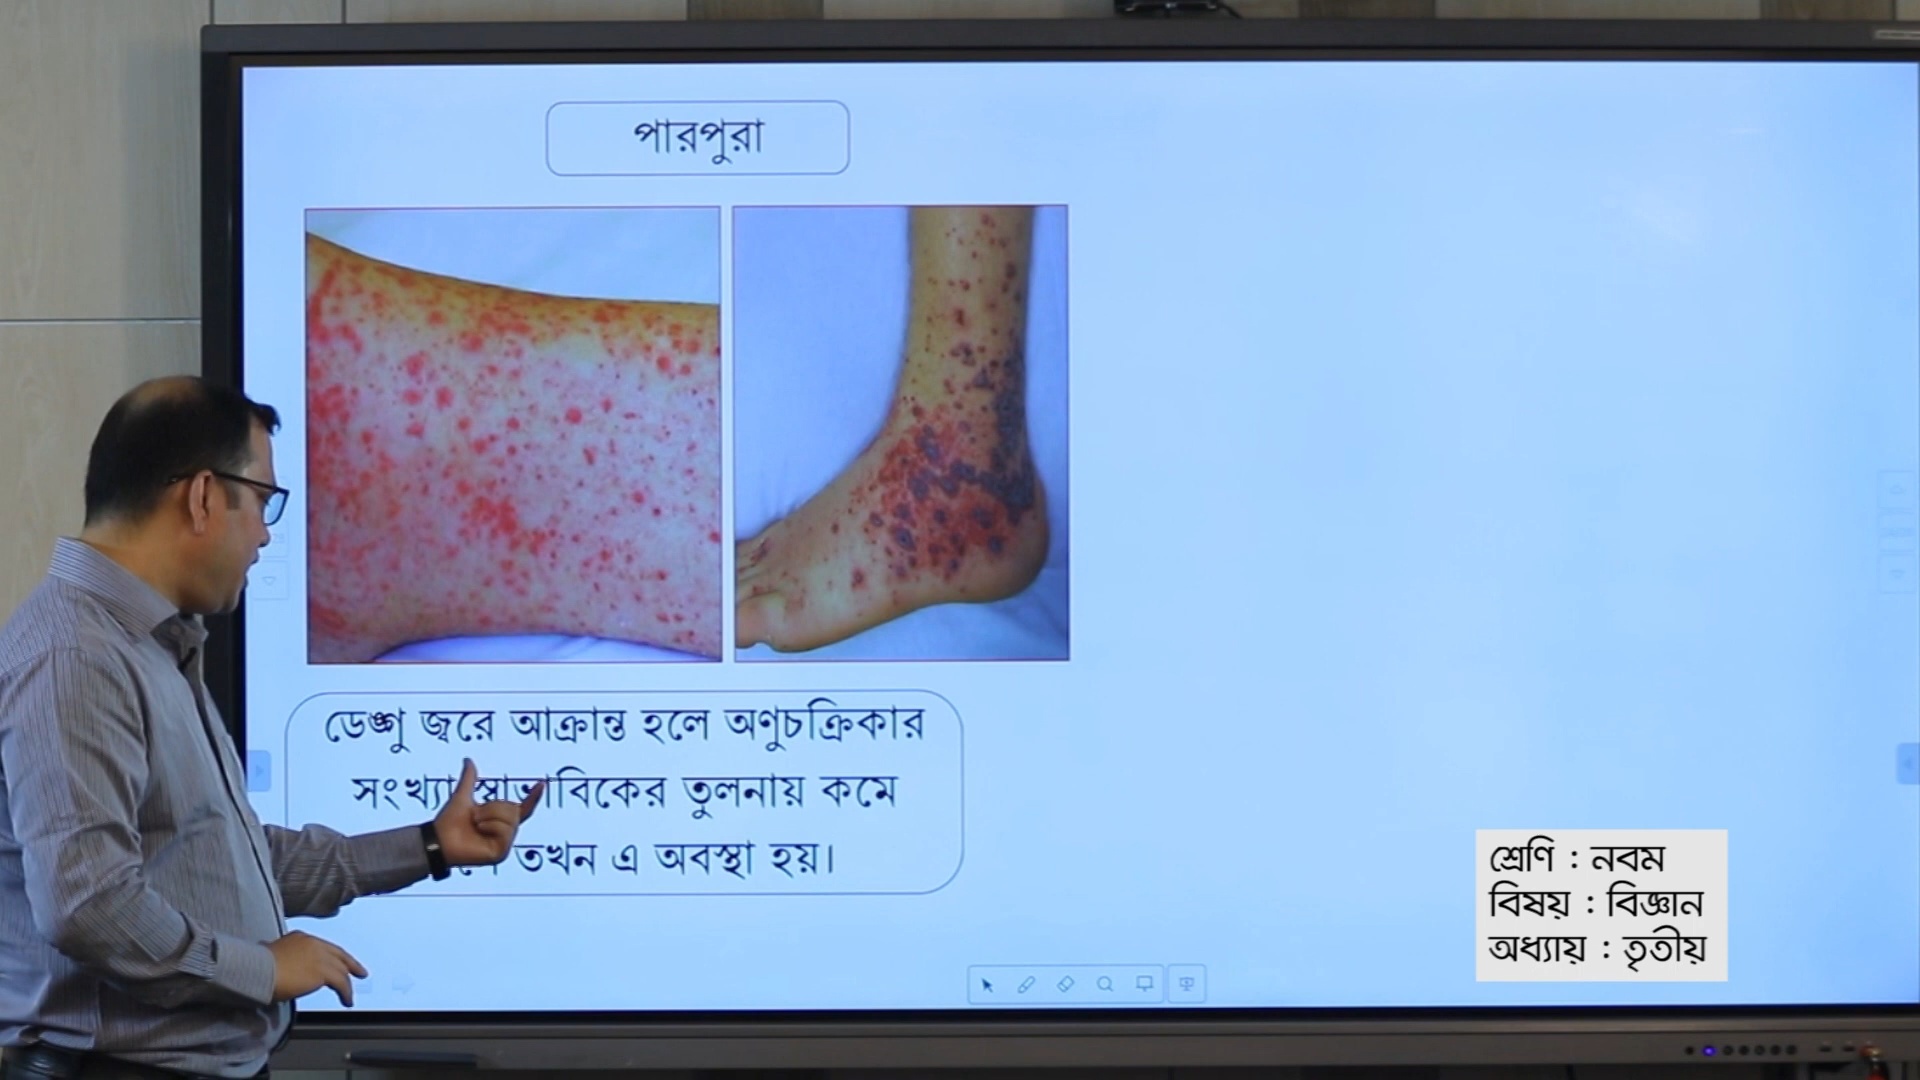 পারপুরা
ডেঙ্গু জ্বরে আক্রান্ত হলে অণুচক্রিকার
সংখ্যা স্বাভাবিকের তুলনায় কমে
তখন এ অবস্থা হয়।
শ্রেণি : নবম
বিষয় : বিজ্ঞান
অধ্যায় : তৃতীয়